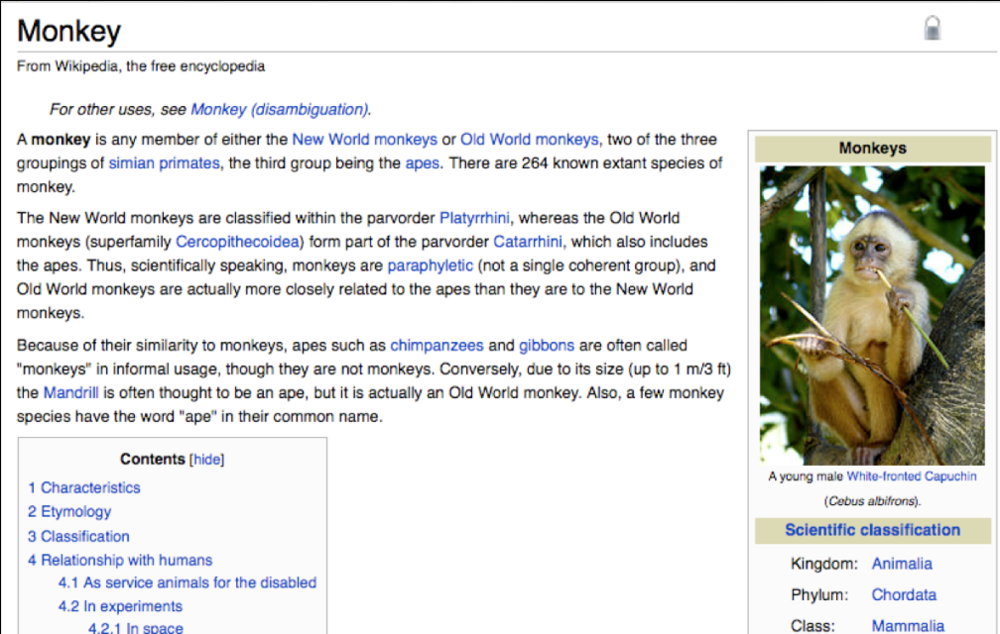 Monkey
From Wikipedia, the free encyclopedia
For other uses, see Monkey (disambiguation).
A monkey is any member of either the New World monkeys or Old World monkeys, two of the three
groupings of simian primates, the third group being the apes. There are 264 known extant species of
monkey.
The New World monkeys are classified within the parvorder Platyrrhini, whereas the Old World
monkeys (superfamily Cercopithecoidea) form part of the parvorder Catarrhini, which also includes
the apes. Thus, scientifically speaking, monkeys are paraphyletic (not a single coherent group), and
Old World monkeys are actually more closely related to the apes than they are to the New World
monkeys.
Because of their similarity to monkeys, apes such as chimpanzees and gibbons are often called
"monkeys" in informal usage, though they are not monkeys. Conversely, due to its size (up to 1 m/3 ft)
the Mandrill is often thought to be an ape, but it is actually an Old World monkey. Also, a few monkey
species have the word "ape" in their common name.
Contents [hide]
1 Characteristics
2 Etymology
3 Classification
4 Relationship with humans
4.1 As service animals for the disabled
4.2 In experiments
4.2.1 In space
Monkeys
A young male White-fronted Capuchin
(Cebus albifrons).
Scientific classification
Kingdom: Animalia
Phylum: Chordata
Class: Mammalia